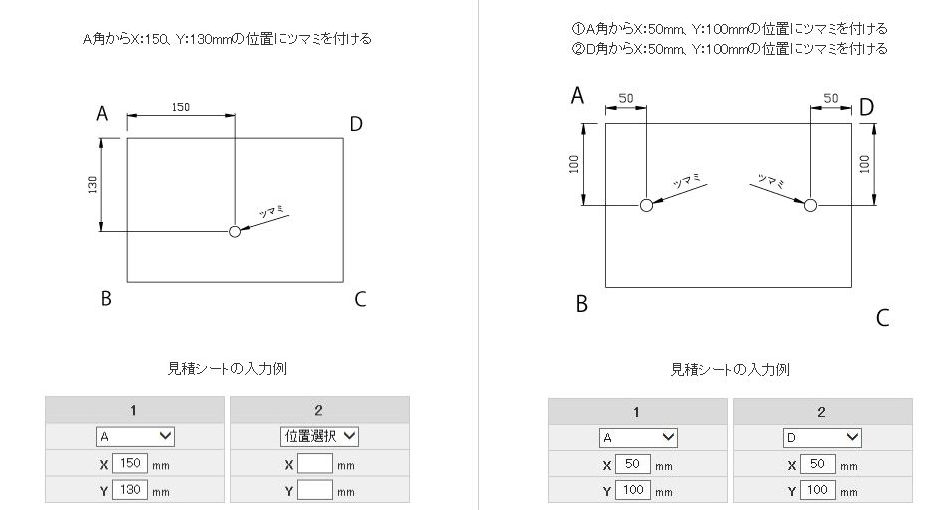 A角からX:150、Y:130mmの位置にツマミを付ける
150
A
D
130
ツマミ
B
C
見積シートの入力例
1 2
A 位置選択
X 150 mm X mm
Y 130 mm Y mm
①A角からX:50mm、Y:100mmの位置にツマミを付ける
②D角からX:50mm、Y:100mmの位置にツマミを付ける
A 50 50 D
100 ツマミ ツマミ 100
B
C
見積シートの入力例
1 2
A D
X 50 mm X 50 mm
Y 100 mm Y 100 mm